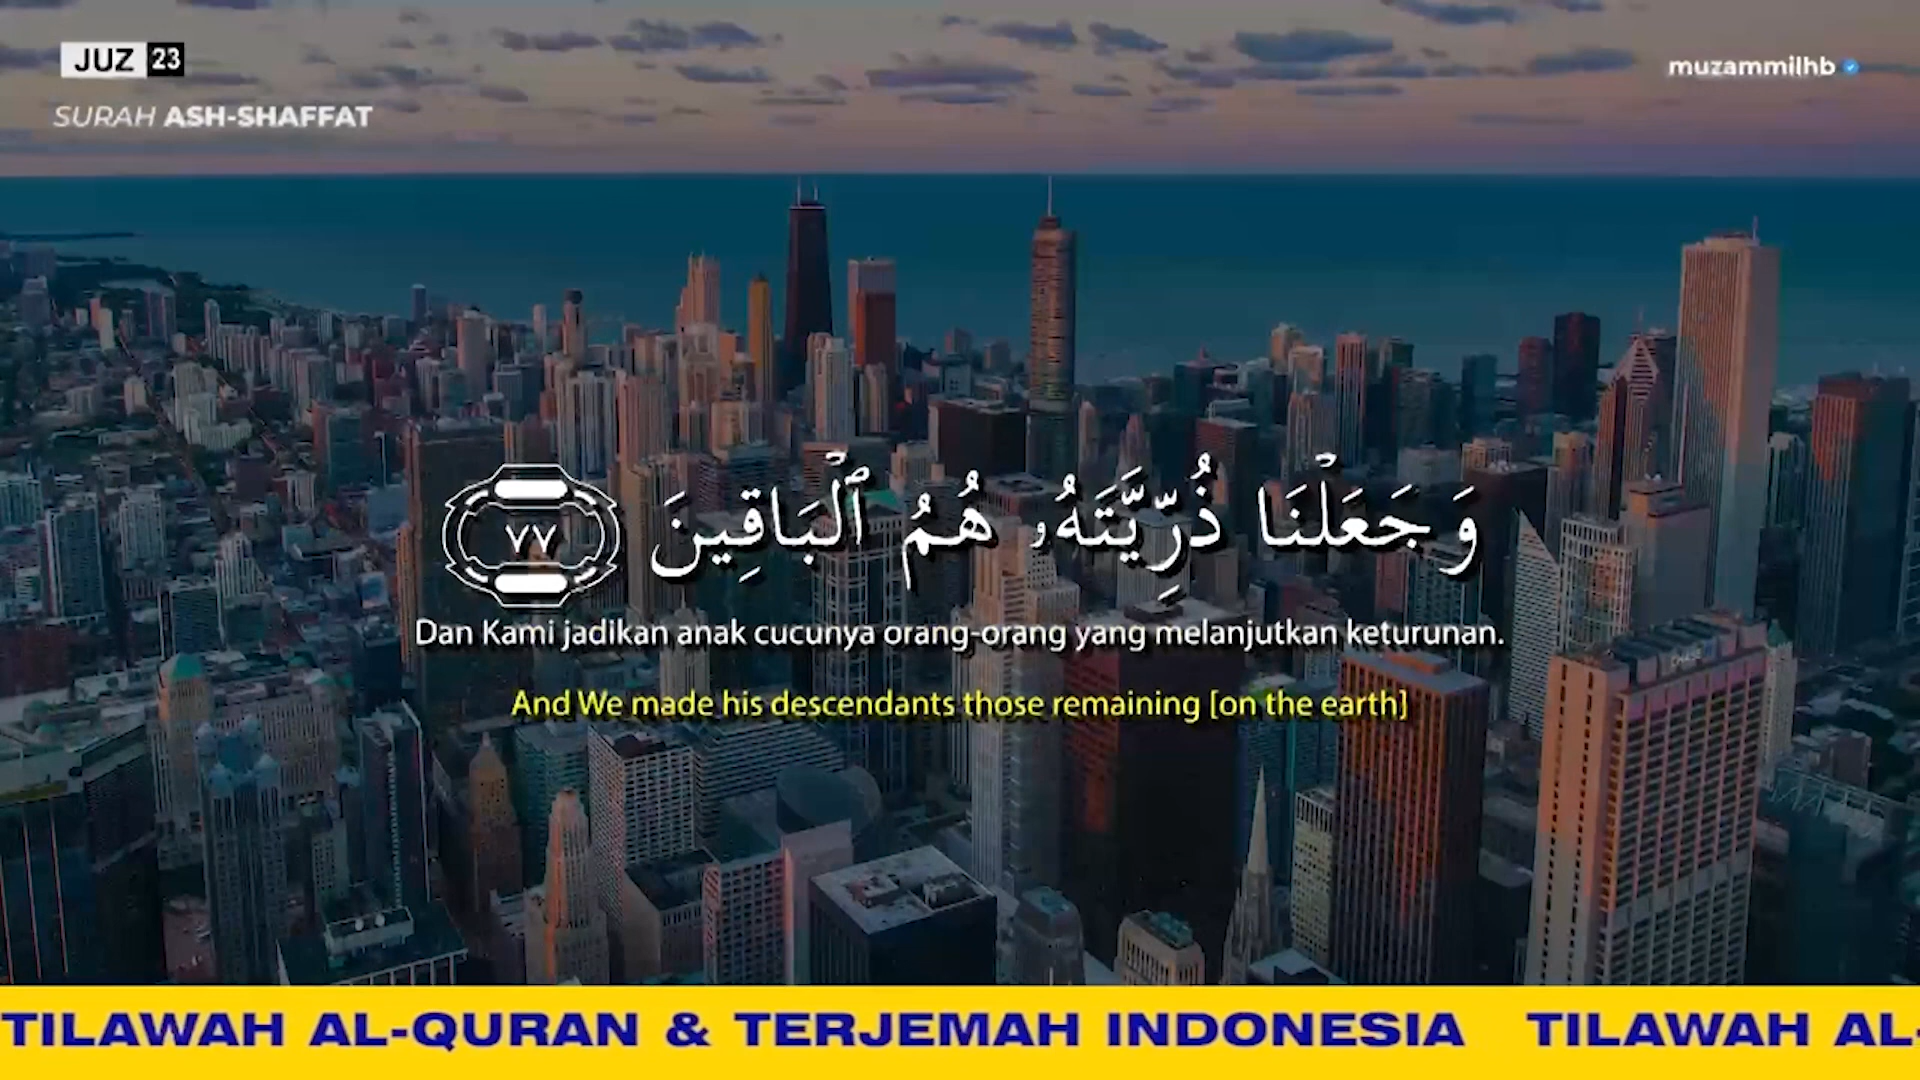 JUZ 23
muzammilhb
SURAH ASH-SHAFFAT
وَجَعَلْنَا ذُرِّيَّتَهُۥ هُمُ ٱلْبَاقِينَ ٧٧
Dan Kami jadikan anak cucunya orang-orang yang melanjutkan keturunan.
And We made his descendants those remaining [on the earth]
CHASE
TILAWAH AL-QURAN & TERJEMAH INDONESIA TILAWAH AL-